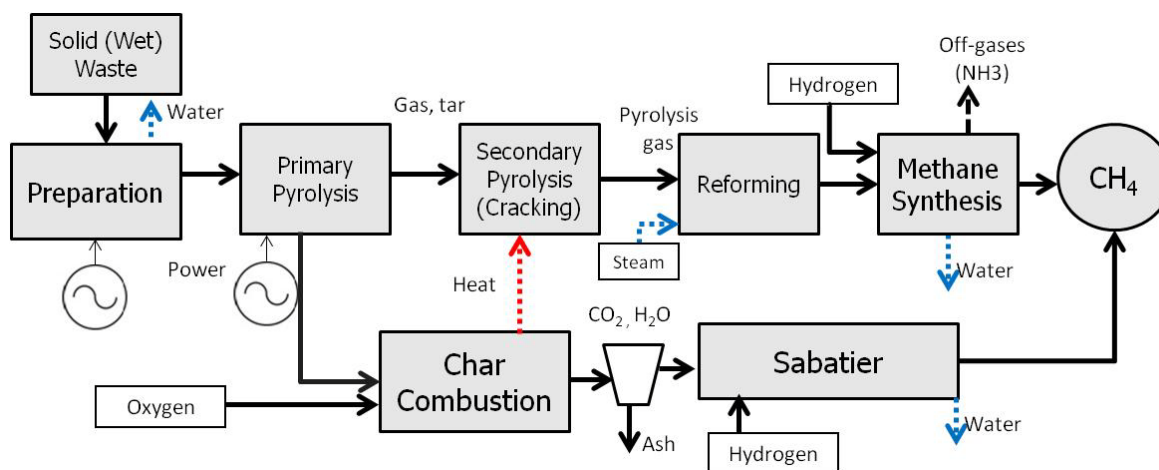 Solid (Wet)
Waste
Water
Preparation
Primary
Pyrolysis
Power
Gas, tar
Secondary
Pyrolysis
(Cracking)
Pyrolysis
gas
Reforming
Steam
Hydrogen
Off-gases
(NH3)
Methane
Synthesis
Water
CH₄
Heat
Oxygen
Char
Combustion
CO₂ , H₂O
Ash
Sabatier
Hydrogen
Water